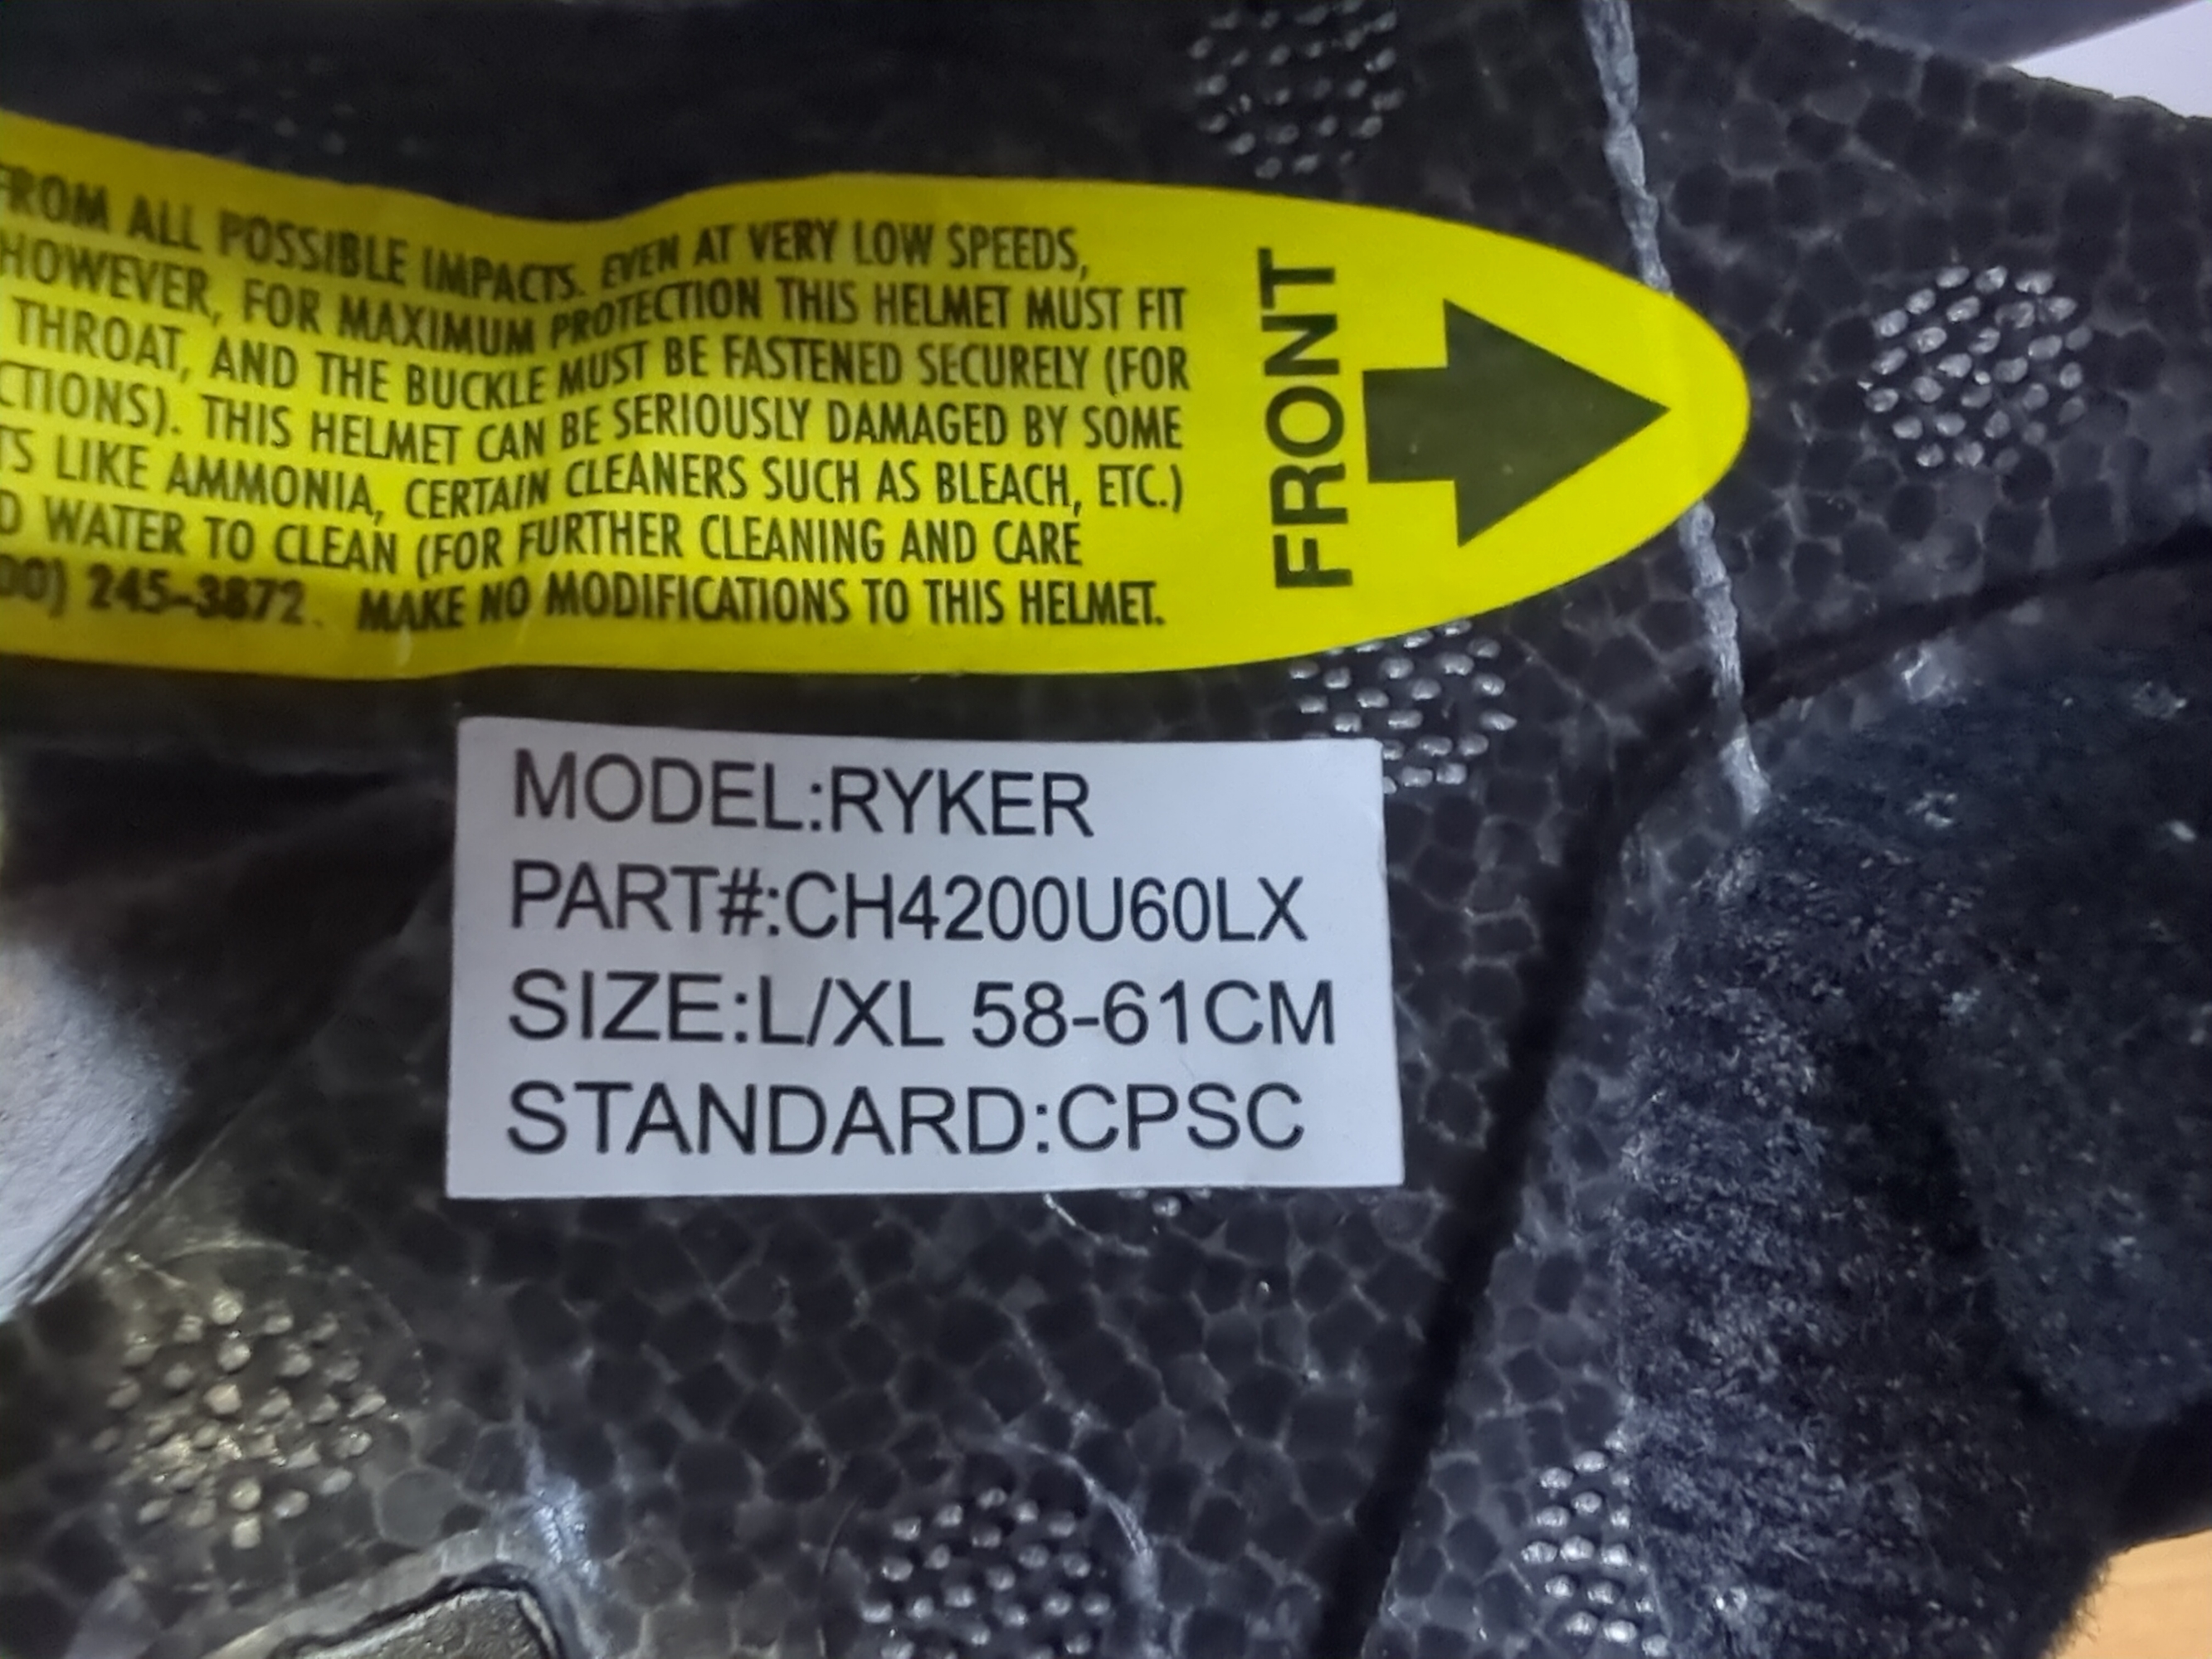 FROM ALL POSSIBLE IMPACTS. EVEN AT VERY LOW SPEEDS,
HOWEVER, FOR MAXIMUM PROTECTION THIS HELMET MUST FIT
THROAT, AND THE BUCKLE MUST BE FASTENED SECURELY (FOR
CTIONS). THIS HELMET CAN BE SERIOUSLY DAMAGED BY SOME
TS LIKE AMMONIA, CERTAIN CLEANERS SUCH AS BLEACH, ETC.)
D WATER TO CLEAN (FOR FURTHER CLEANING AND CARE
00) 245-3872. MAKE NO MODIFICATIONS TO THIS HELMET.
FRONT
MODEL:RYKER
PART#:CH4200U60LX
SIZE:L/XL 58-61CM
STANDARD:CPSC